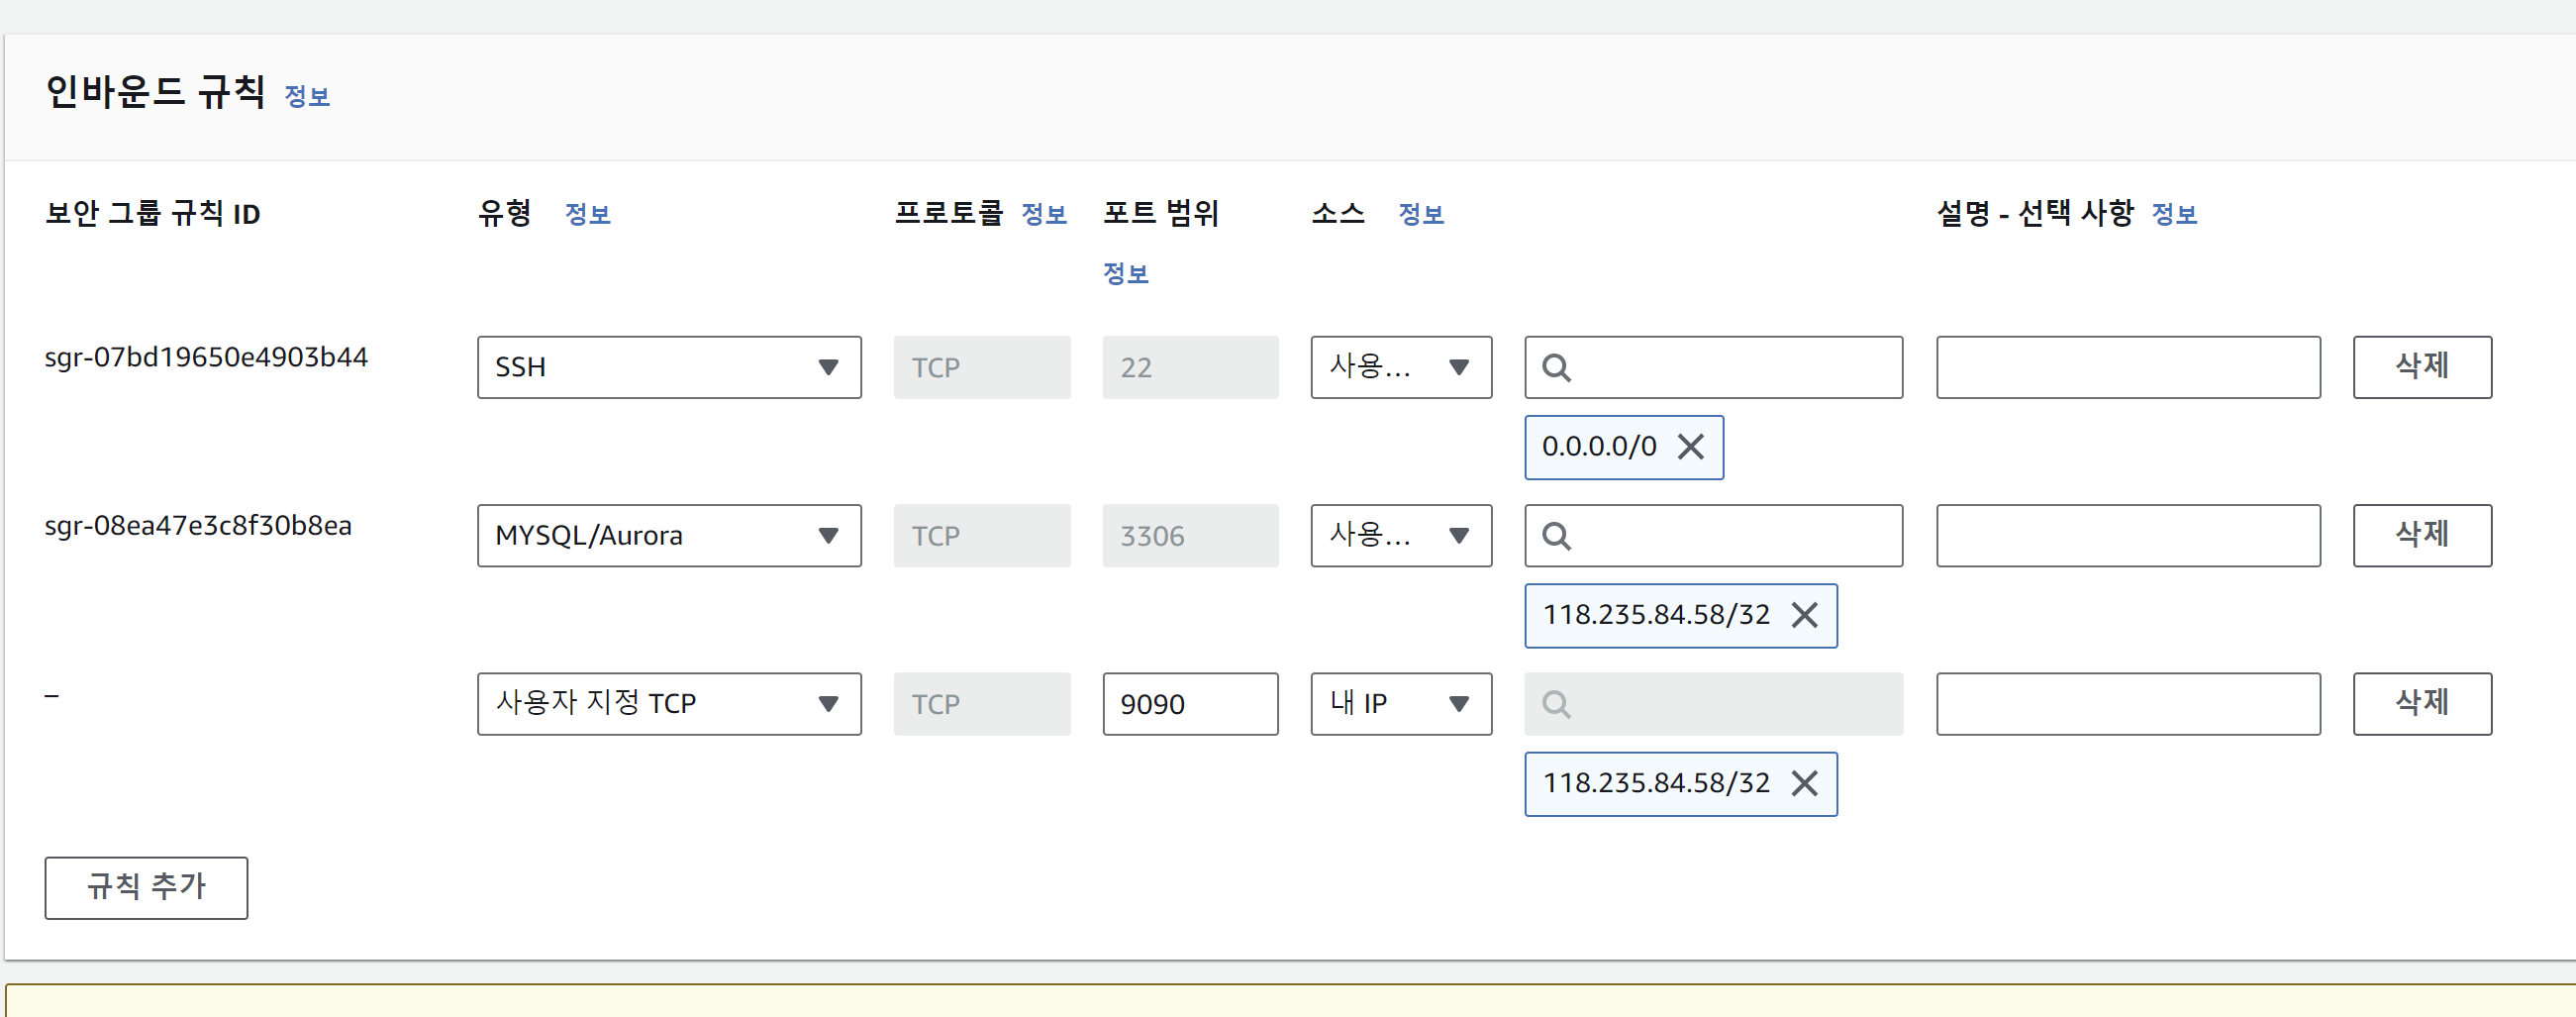 인바운드 규칙 정보
보안 그룹 규칙 ID 유형 정보 프로토콜 정보 포트 범위 정보 소스 정보 설명 - 선택 사항 정보
sgr-07bd19650e4903b44 SSH TCP 22 사용... 삭제
0.0.0.0/0
sgr-08ea47e3c8f30b8ea MYSQL/Aurora TCP 3306 사용... 삭제
118.235.84.58/32
– 사용자 지정 TCP TCP 9090 내 IP 삭제
118.235.84.58/32
규칙 추가